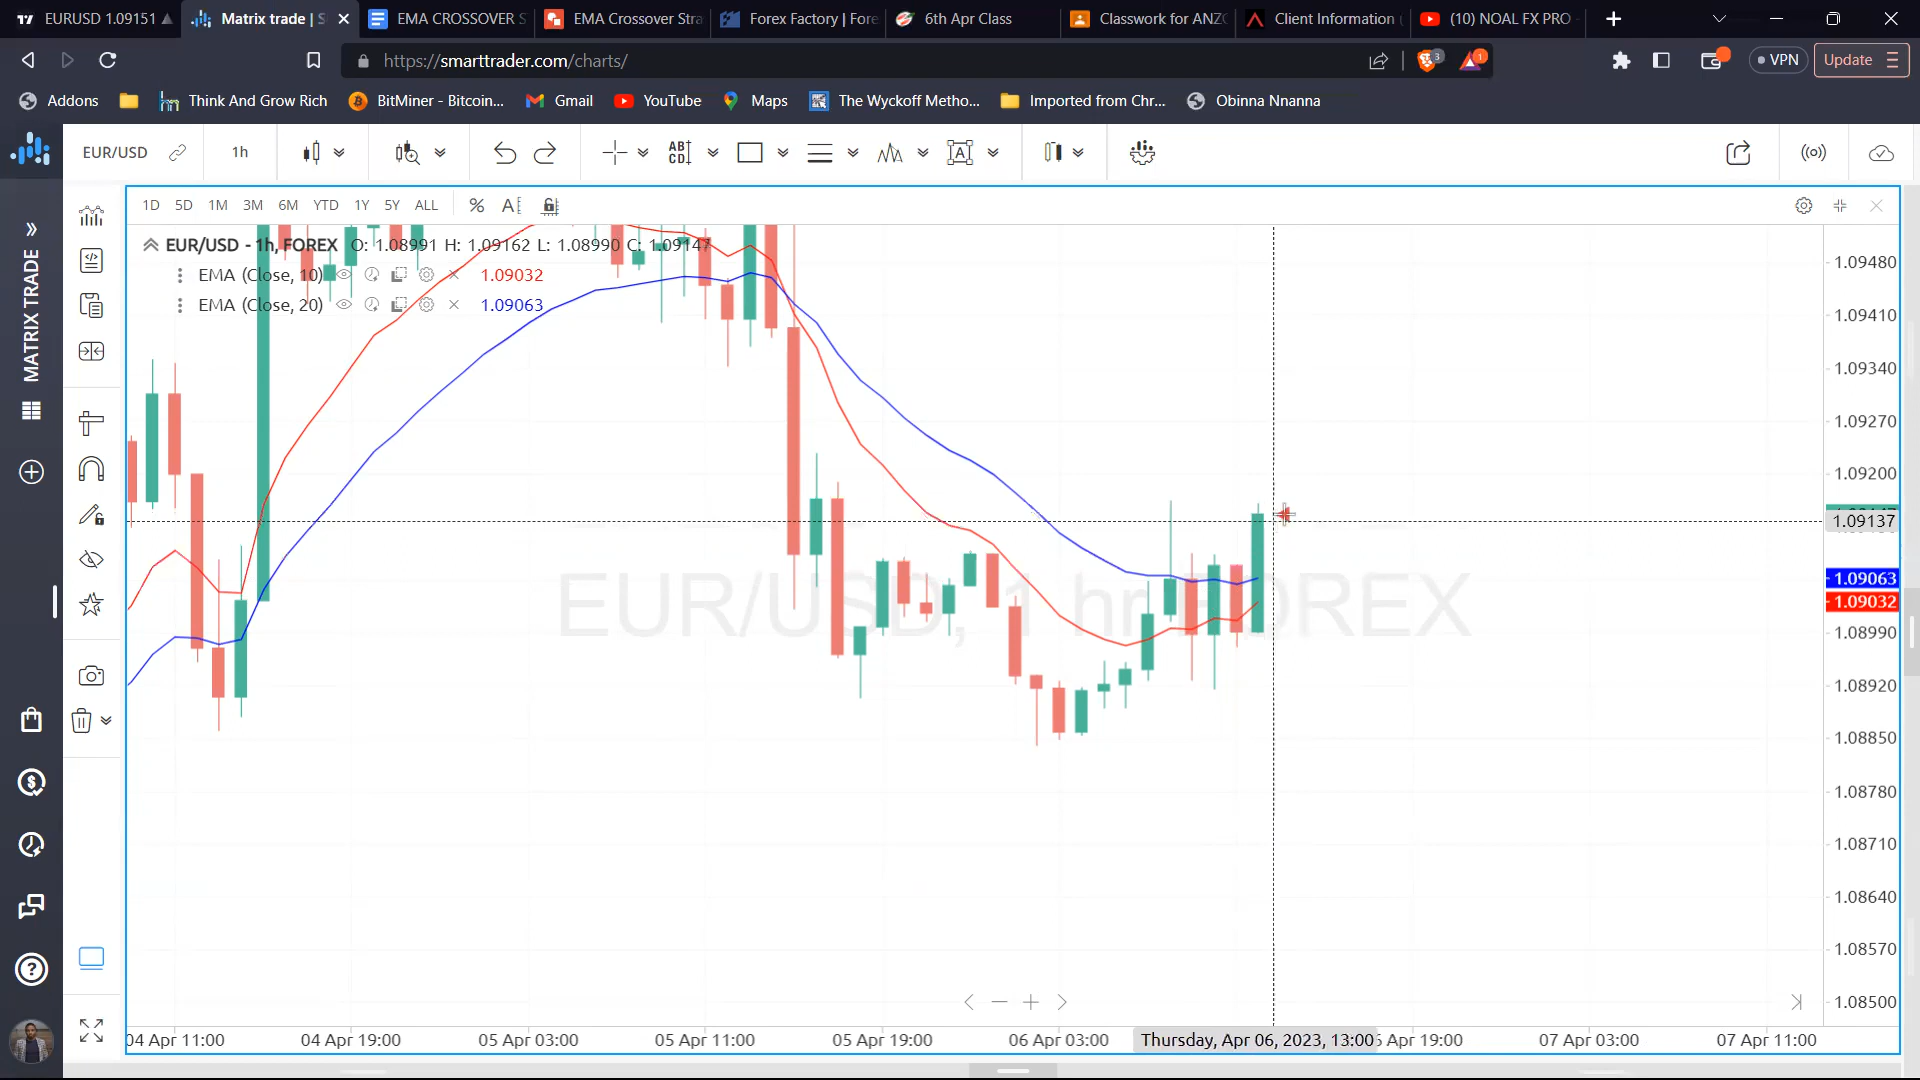 EURUSD 1.09151 ▲
Matrix trade | S
EMA CROSSOVER S
EMA Crossover Stra
Forex Factory | Fore
6th Apr Class
Classwork for ANZO
Client Information (
(10) NOAL FX PRO -
https://smarttrader.com/charts/
3
1
VPN
Update
Addons
Think And Grow Rich
BitMiner - Bitcoin...
Gmail
YouTube
Maps
The Wyckoff Metho...
Imported from Chr...
Obinna Nnanna
EUR/USD
1h
MATRIX TRADE
1D 5D 1M 3M 6M YTD 1Y 5Y ALL
EUR/USD - 1h, FOREX O: 1.08991 H: 1.09162 L: 1.08990 C: 1.09147
EMA (Close, 10) 1.09032
EMA (Close, 20) 1.09063
EUR/USD, 1 hr FOREX
1.09480
1.09410
1.09340
1.09270
1.09200
1.09137
1.09063
1.09032
1.08990
1.08920
1.08850
1.08780
1.08710
1.08640
1.08570
1.08500
04 Apr 11:00 04 Apr 19:00 05 Apr 03:00 05 Apr 11:00 05 Apr 19:00 06 Apr 03:00 Thursday, Apr 06, 2023, 13:00 Apr 19:00 07 Apr 03:00 07 Apr 11:00